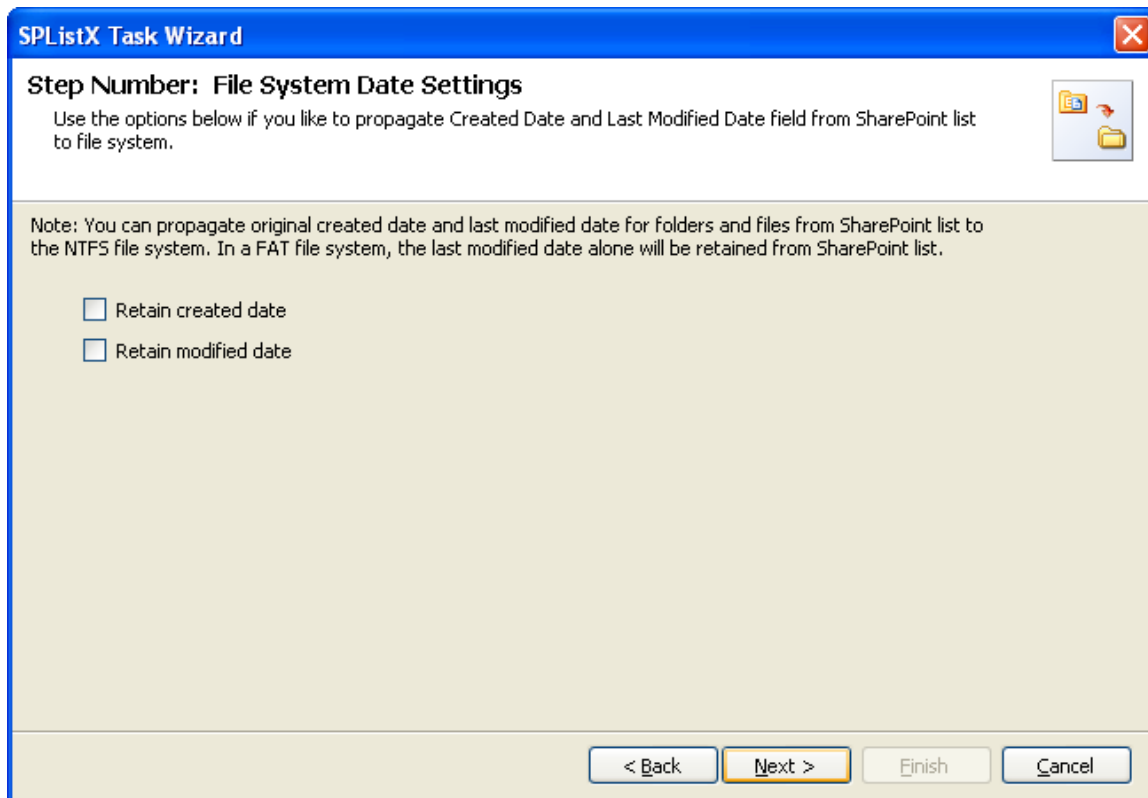 SPListX Task Wizard
Step Number: File System Date Settings
Use the options below if you like to propagate Created Date and Last Modified Date field from SharePoint list
to file system.
Note: You can propagate original created date and last modified date for folders and files from SharePoint list to
the NTFS file system. In a FAT file system, the last modified date alone will be retained from SharePoint list.
Retain created date
Retain modified date
< Back Next > Finish Cancel